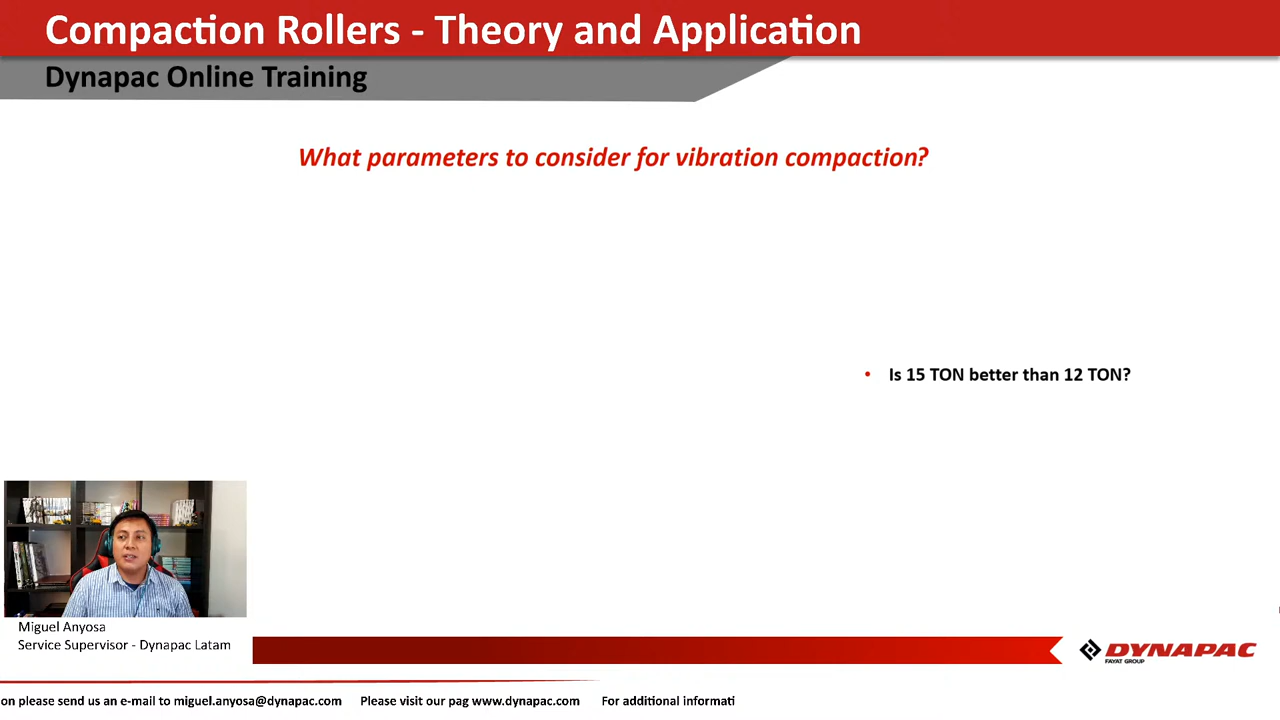 Compaction Rollers - Theory and Application
Dynapac Online Training
What parameters to consider for vibration compaction?
• Is 15 TON better than 12 TON?
Miguel Anyosa
Service Supervisor - Dynapac Latam
DYNAPAC
FAYAT GROUP
on please send us an e-mail to miguel.anyosa@dynapac.com Please visit our pag www.dynapac.com For additional informati